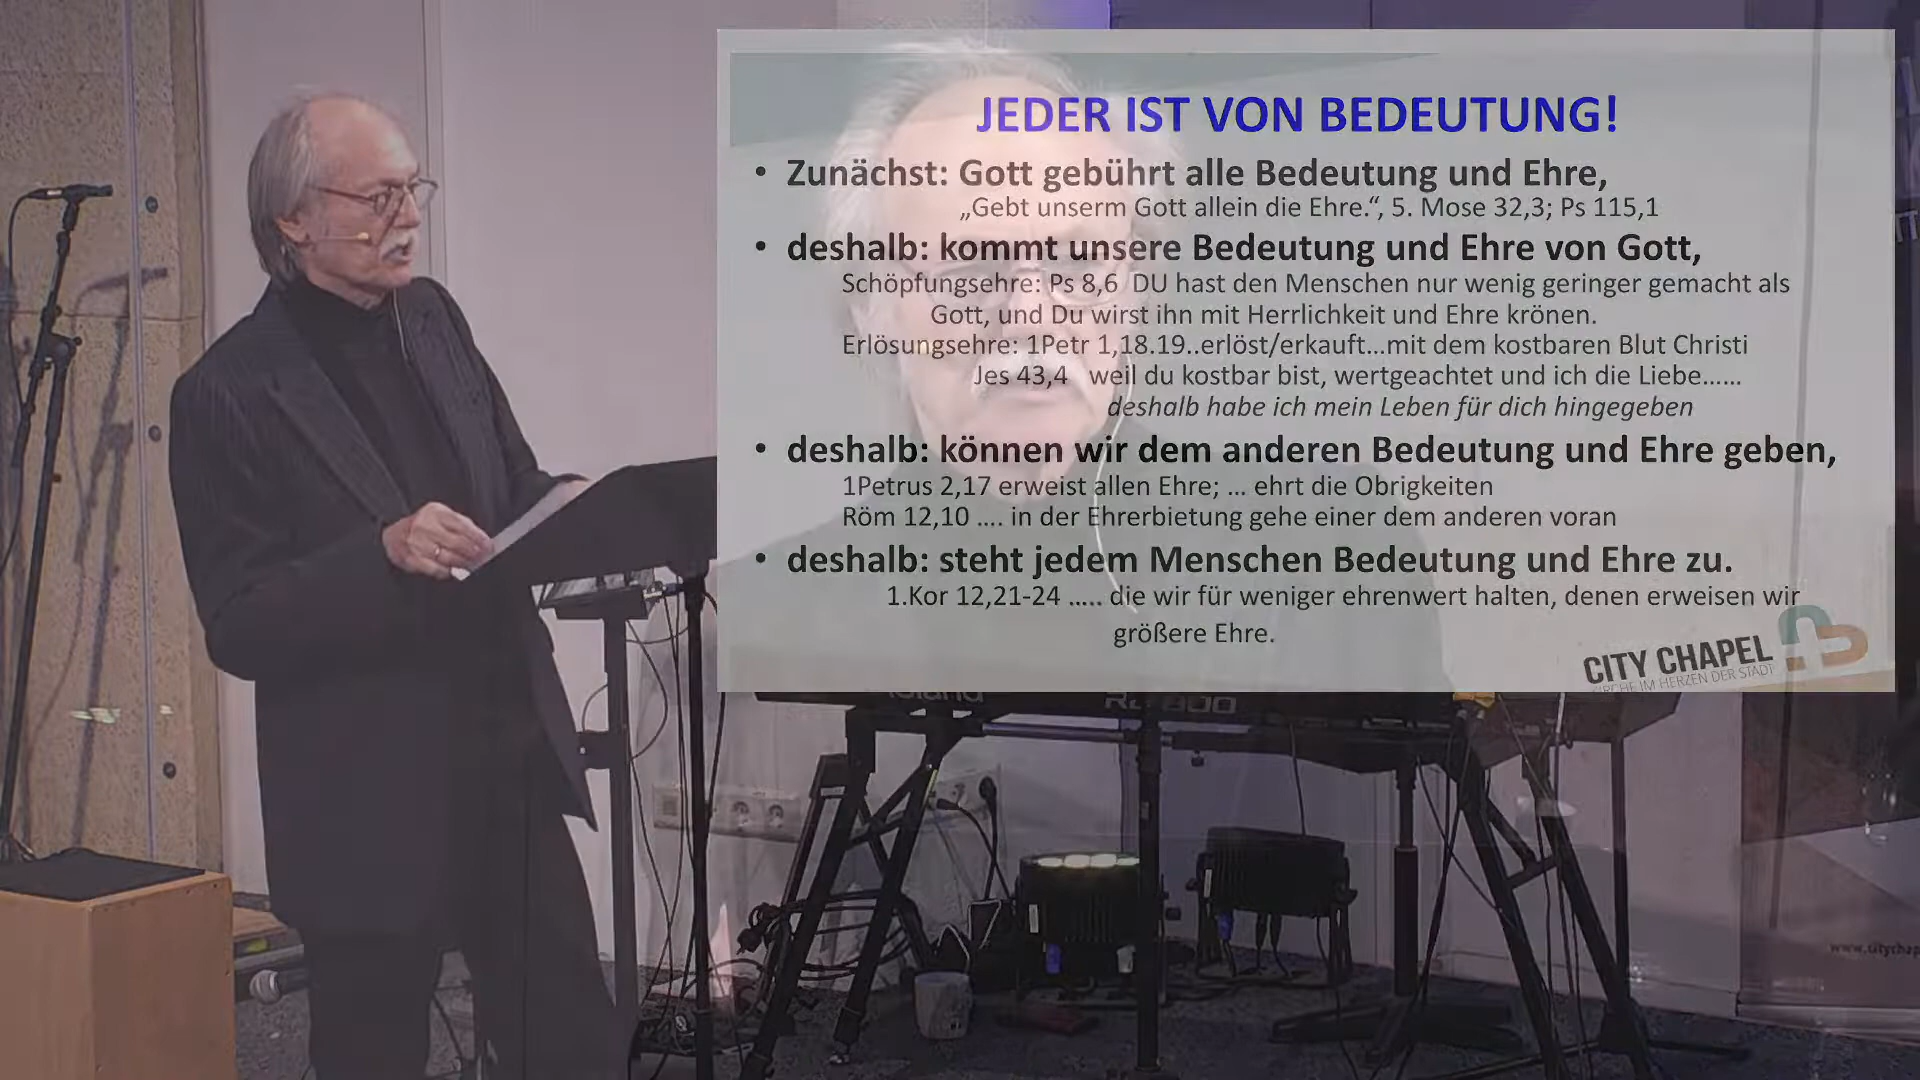 JEDER IST VON BEDEUTUNG!
• Zunächst: Gott gebührt alle Bedeutung und Ehre,
„Gebt unserm Gott allein die Ehre.“, 5. Mose 32,3; Ps 115,1
• deshalb: kommt unsere Bedeutung und Ehre von Gott,
Schöpfungsehre: Ps 8,6 DU hast den Menschen nur wenig geringer gemacht als
Gott, und Du wirst ihn mit Herrlichkeit und Ehre krönen.
Erlösungsehre: 1Petr 1,18.19..erlöst/erkauft...mit dem kostbaren Blut Christi
Jes 43,4 weil du kostbar bist, wertgeachtet und ich die Liebe......
deshalb habe ich mein Leben für dich hingegeben
• deshalb: können wir dem anderen Bedeutung und Ehre geben,
1Petrus 2,17 erweist allen Ehre; ... ehrt die Obrigkeiten
Röm 12,10 .... in der Ehrerbietung gehe einer dem anderen voran
• deshalb: steht jedem Menschen Bedeutung und Ehre zu.
1.Kor 12,21-24 ..... die wir für weniger ehrenwert halten, denen erweisen wir
größere Ehre.
CITY CHAPEL
KIRCHE IM HERZEN DER STADT